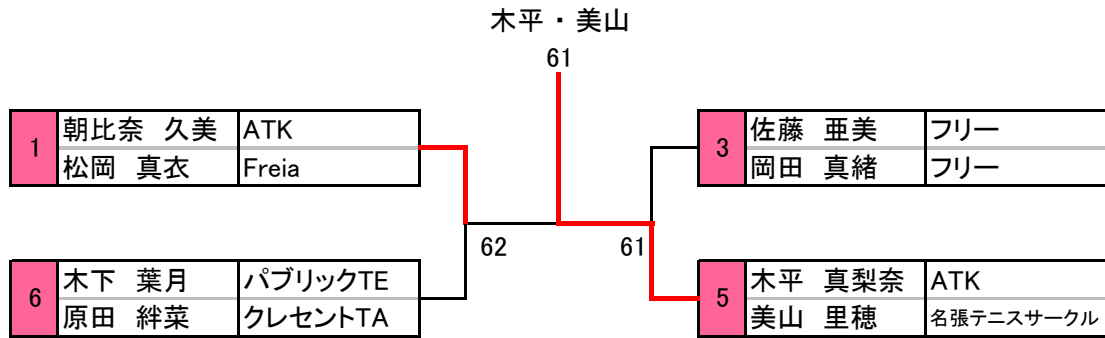 木平・美山
61
1 朝比奈 久美 ATK
松岡 真衣 Freia
3 佐藤 亜美 フリー
岡田 真緒 フリー
62 61
6 木下 葉月 パブリックTE
原田 絆菜 クレセントTA
5 木平 真梨奈 ATK
美山 里穂 名張テニスサークル